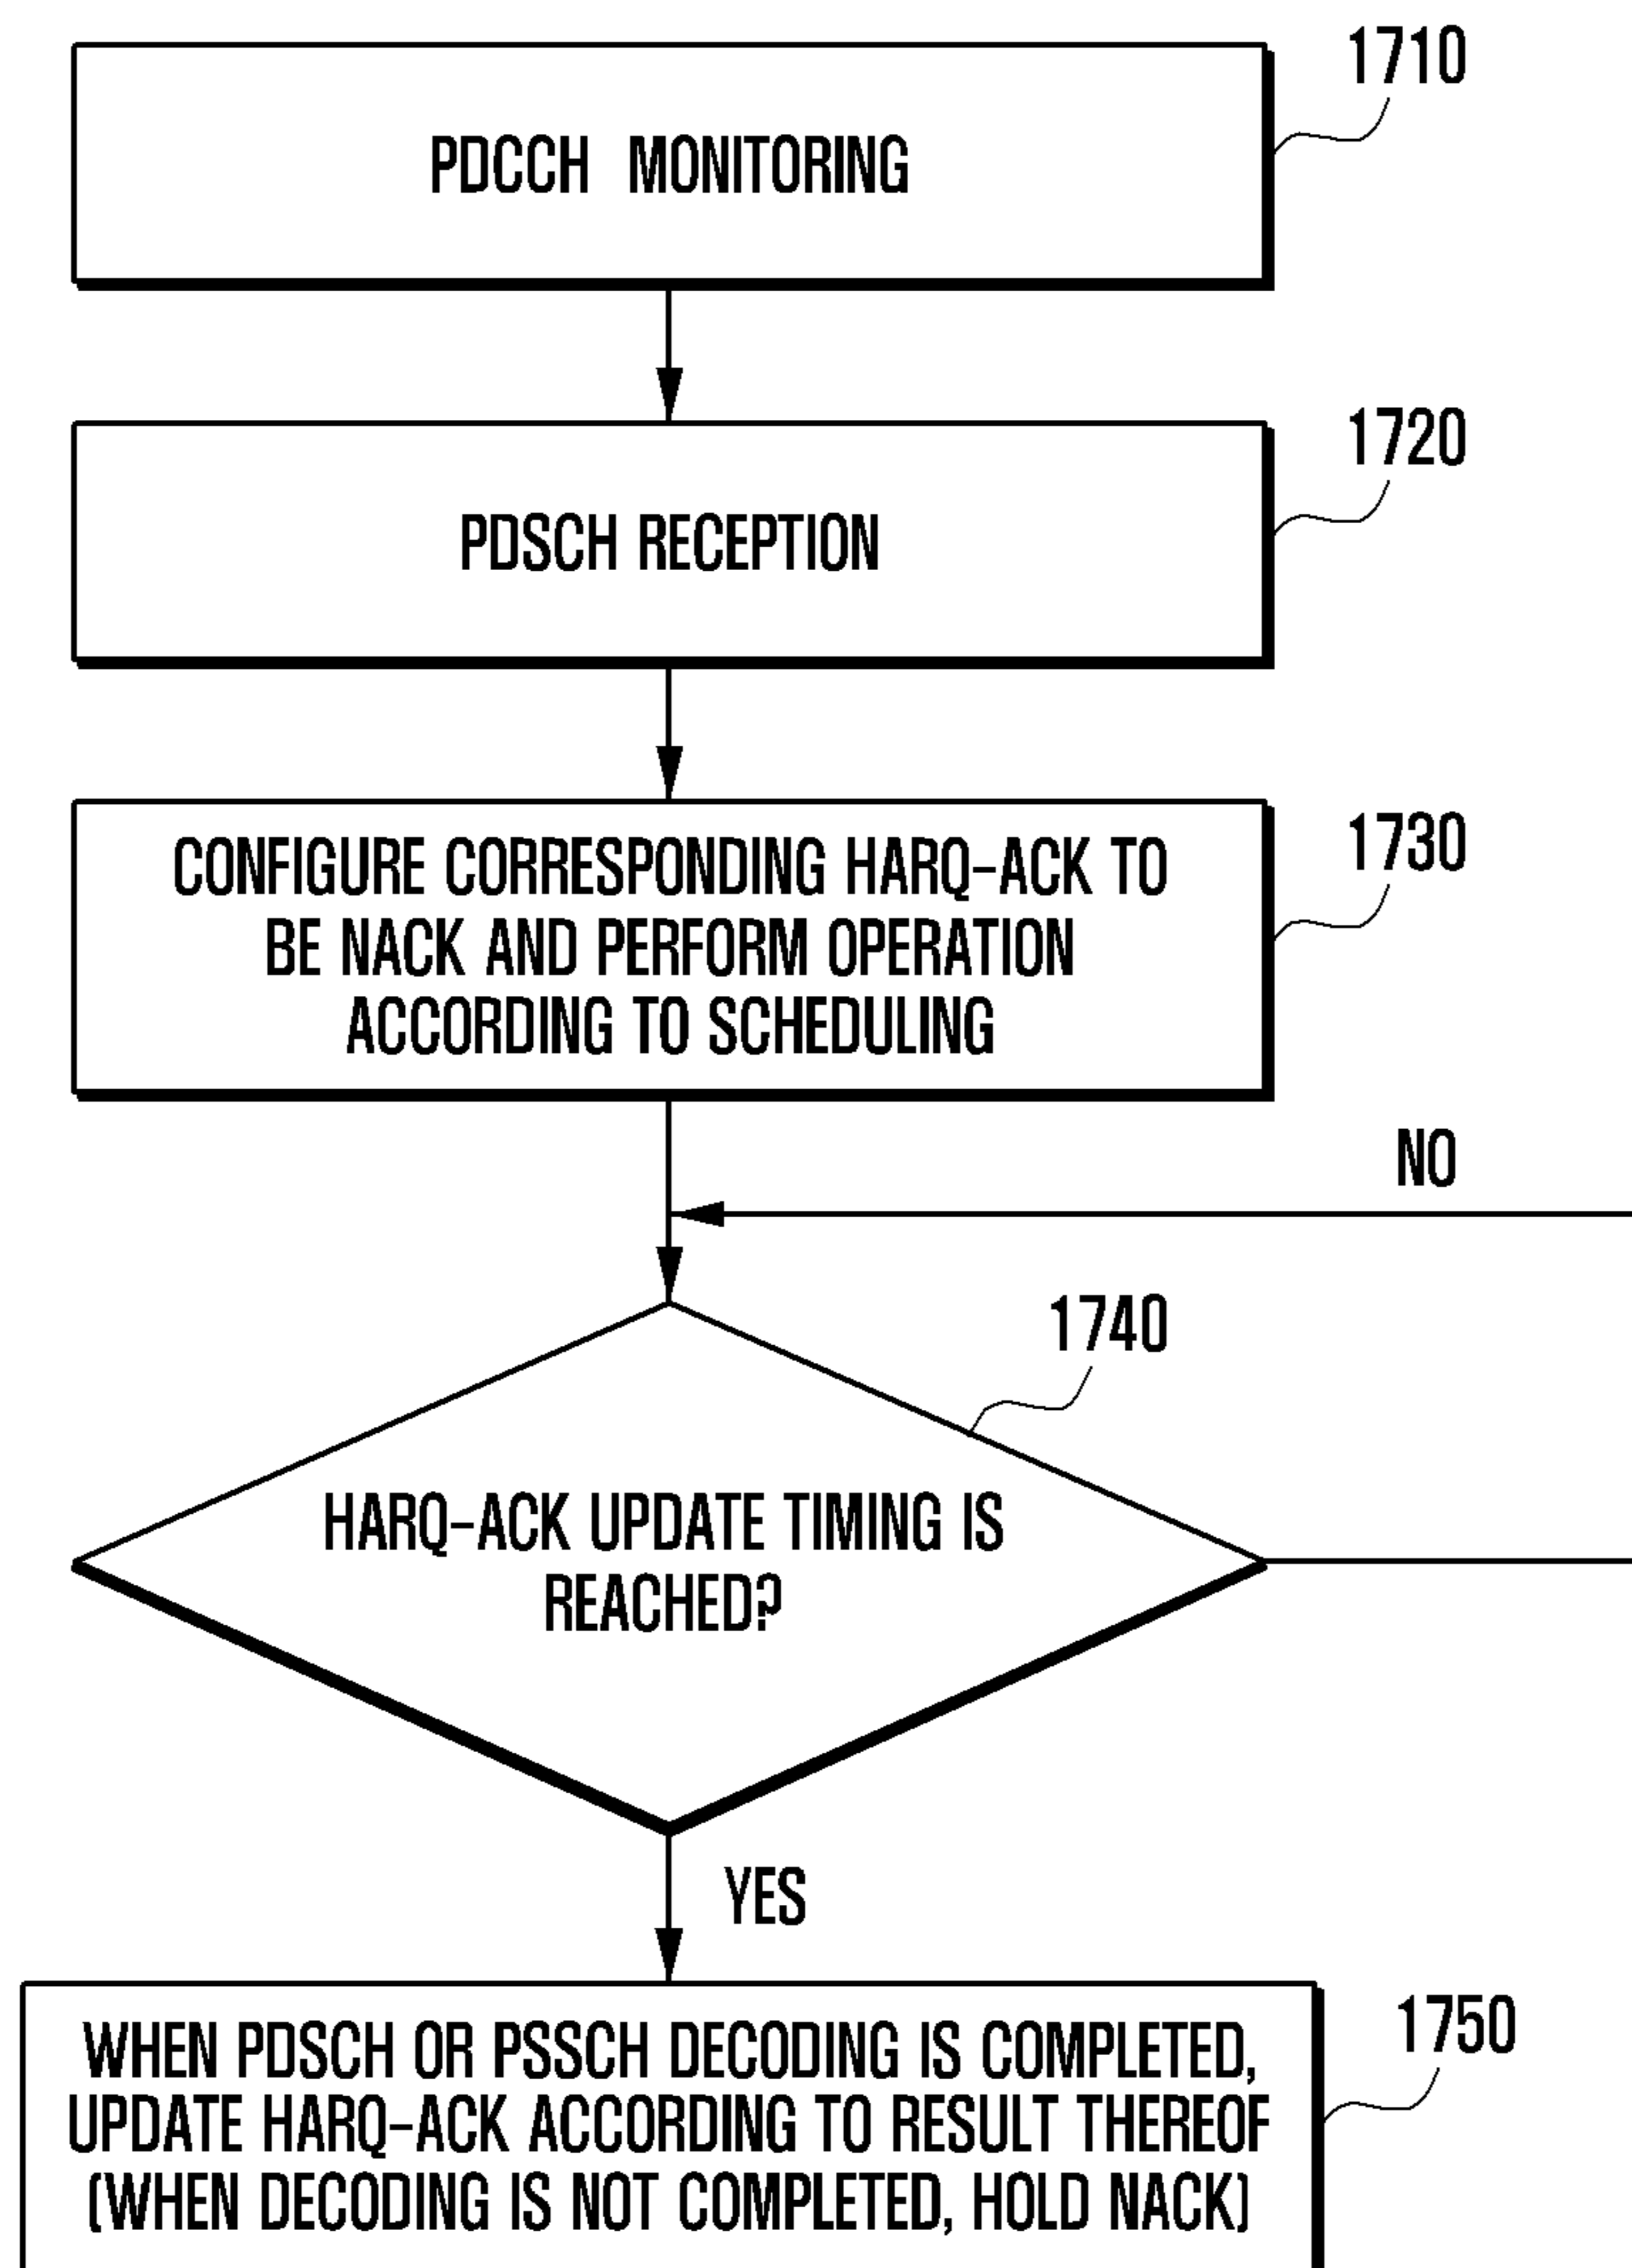 1710
PDCCH MONITORING
1720
PDSCH RECEPTION
1730
CONFIGURE CORRESPONDING HARQ-ACK TO
BE NACK AND PERFORM OPERATION
ACCORDING TO SCHEDULING
NO
1740
HARQ-ACK UPDATE TIMING IS
REACHED?
YES
1750
WHEN PDSCH OR PSSCH DECODING IS COMPLETED,
UPDATE HARQ-ACK ACCORDING TO RESULT THEREOF
(WHEN DECODING IS NOT COMPLETED, HOLD NACK)